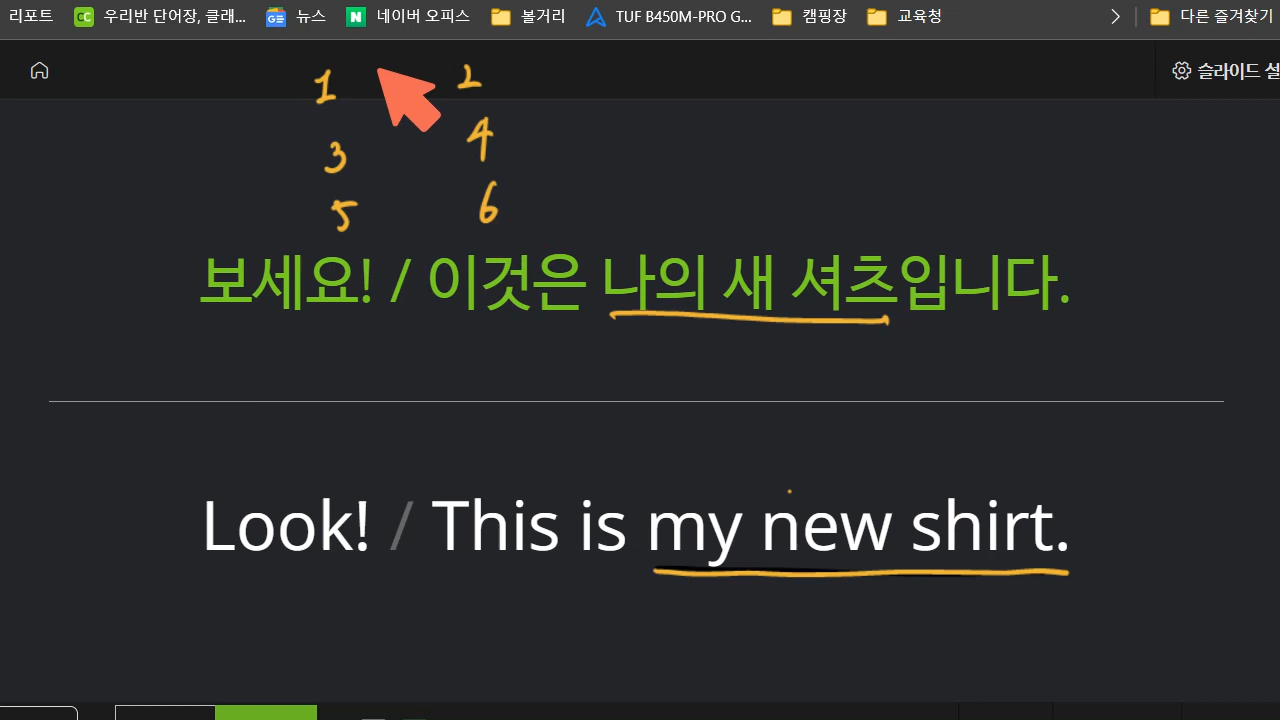 리포트 CC 우리반 단어장, 클래... GE 뉴스 N 네이버 오피스 볼거리 TUF B450M-PRO G... 캠핑장 교육청 다른 즐겨찾기
슬라이드 설
1 2
3 4
5 6
보세요! / 이것은 나의 새 셔츠입니다.
Look! / This is my new shirt.